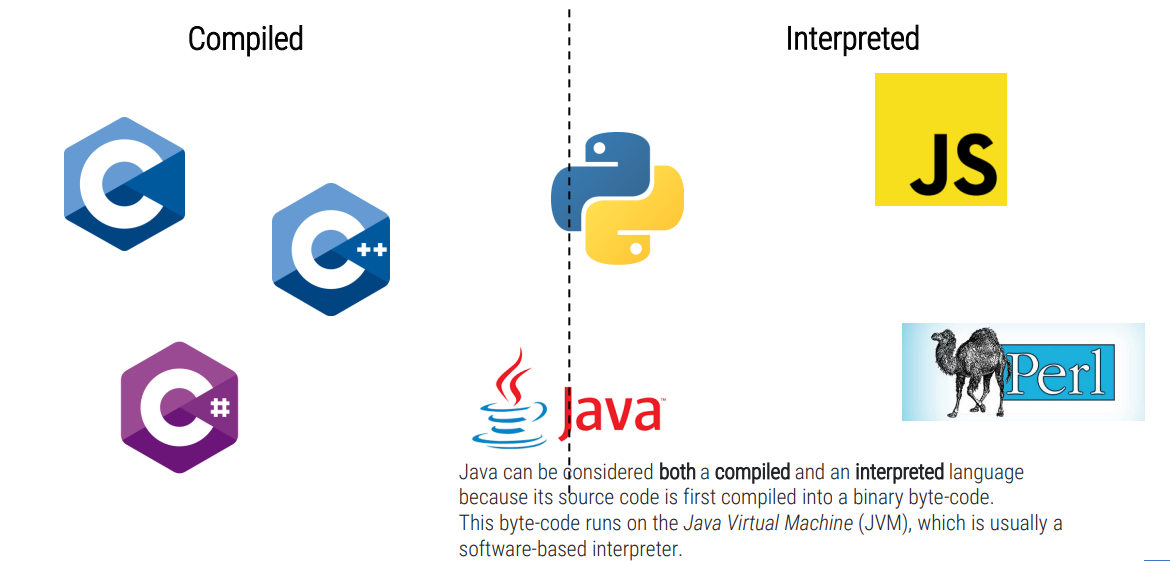 Compiled
Interpreted
C
C++
C#
JS
Perl
Java™
Java can be considered both a compiled and an interpreted language
because its source code is first compiled into a binary byte-code.
This byte-code runs on the Java Virtual Machine (JVM), which is usually a
software-based interpreter.